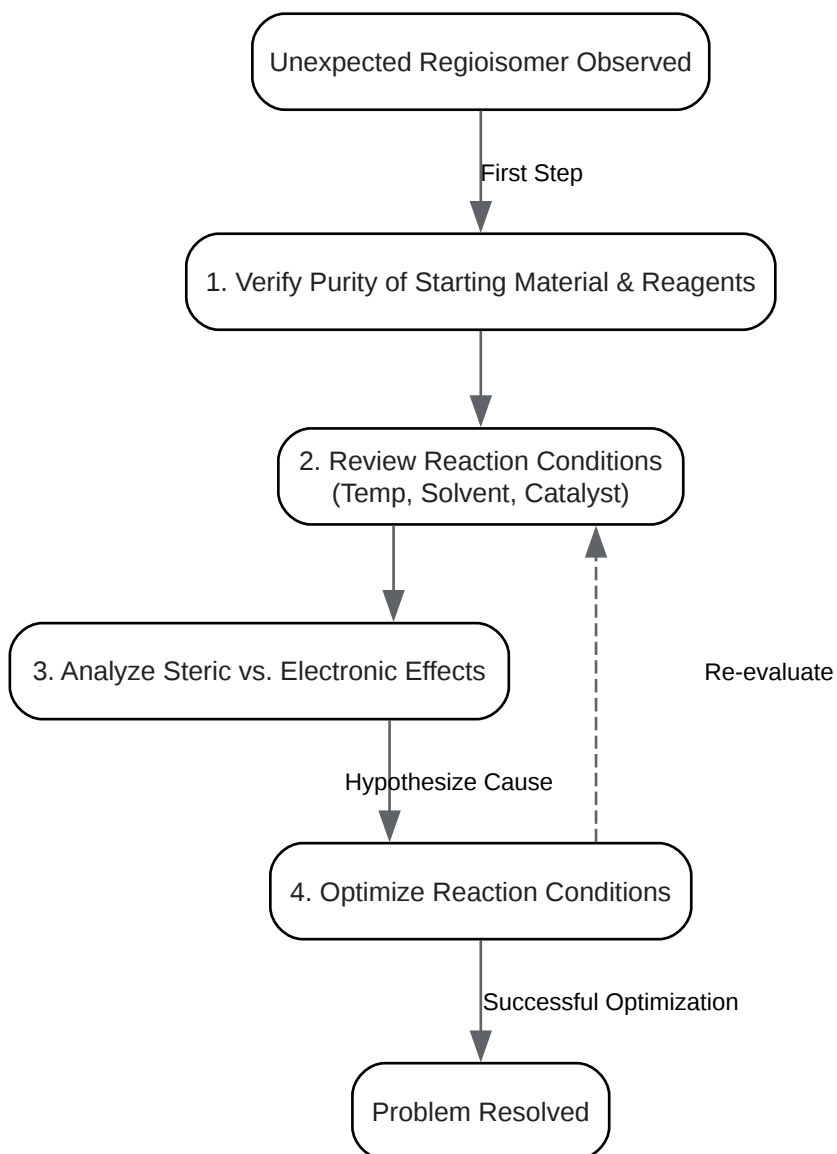 Unexpected Regioisomer Observed
First Step
1. Verify Purity of Starting Material & Reagents
2. Review Reaction Conditions
(Temp, Solvent, Catalyst)
3. Analyze Steric vs. Electronic Effects
Re-evaluate
Hypothesize Cause
4. Optimize Reaction Conditions
Successful Optimization
Problem Resolved